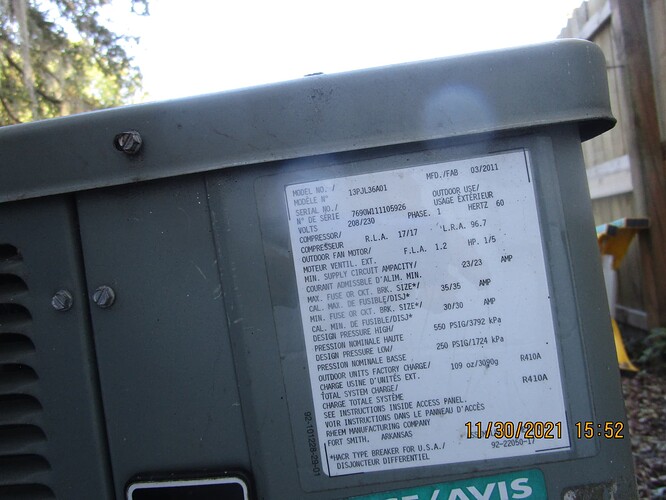 MODEL NO. / 13PJL36A01 MFD./FAB 03/2011
MODÈLE N°
SERIAL NO./ 7690W111105926 OUTDOOR USE/
N° DE SÉRIE USAGE EXTÉRIEUR
VOLTS 208/230 PHASE. 1 HERTZ 60
COMPRESSOR/ R.L.A. 17/17 L.R.A. 96.7
COMPRESSEUR
OUTDOOR FAN MOTOR/ F.L.A. 1.2 HP. 1/5
MOTEUR VENTIL. EXT.
MIN. SUPPLY CIRCUIT AMPACITY/ 23/23 AMP
COURANT ADMISSBLE D'ALIM. MIN.
MAX. FUSE OR CKT. BRK. SIZE*/ 35/35 AMP
CAL. MAX. DE FUSIBLE/DISJ*
MIN. FUSE OR CKT. BRK. SIZE*/ 30/30 AMP
CAL. MIN. DE FUSIBLE/DISJ*
DESIGN PRESSURE HIGH/ 550 PSIG/3792 kPa
PRESSION NOMINALE HAUTE
DESIGN PRESSURE LOW/ 250 PSIG/1724 kPa
PRESSION NOMINALE BASSE
OUTDOOR UNITS FACTORY CHARGE/ 109 oz/3090g R410A
CHARGE USINE D'UNITÉS EXT.
TOTAL SYSTEM CHARGE/ R410A
CHARGE TOTALE SYSTÈME
SEE INSTRUCTIONS INSIDE ACCESS PANEL.
VOIR INSTRUCTIONS DANS LE PANNEAU D'ACCÈS
RHEEM MANUFACTURING COMPANY
FORT SMITH, ARKANSAS
*HACR TYPE BREAKER FOR U.S.A./ 92-22050-17
DISJONCTEUR DIFFERENTIEL
/AVIS
11/30/2021 15:52